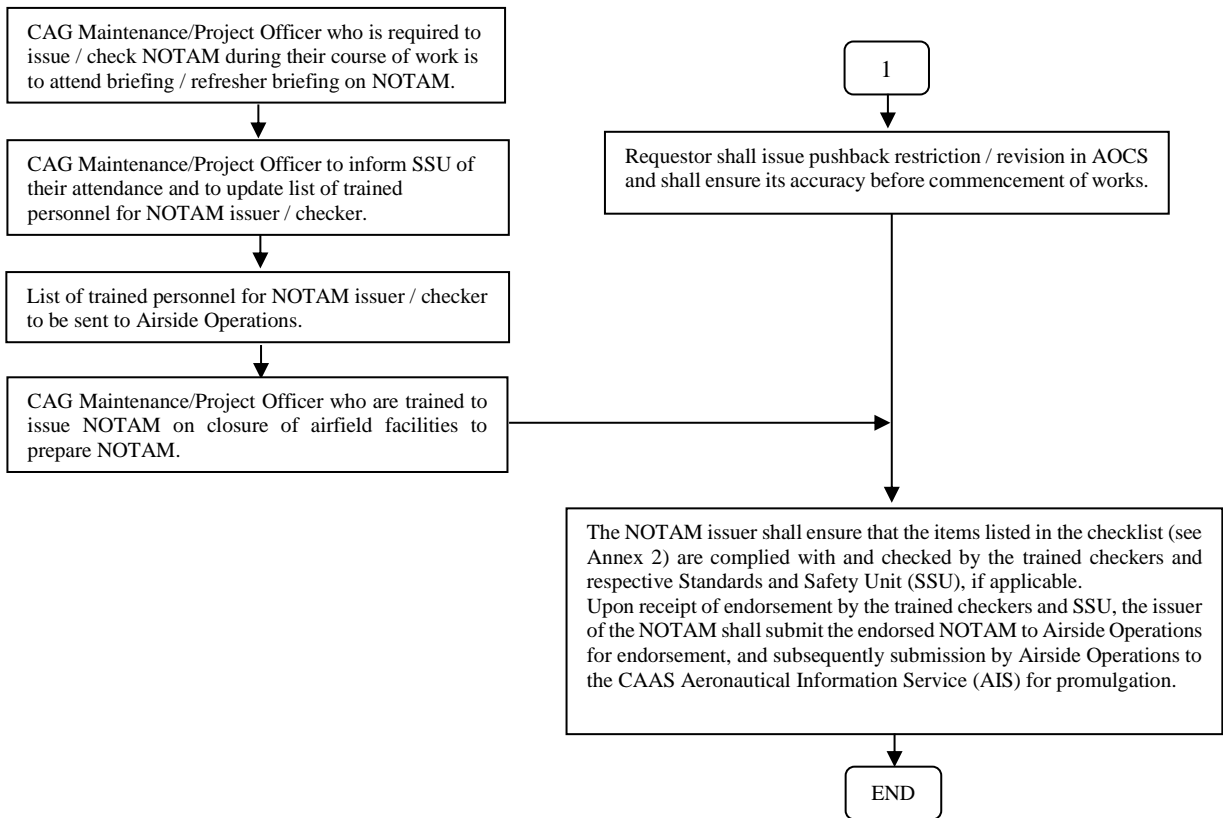 CAG Maintenance/Project Officer who is required to
issue / check NOTAM during their course of work is
to attend briefing / refresher briefing on NOTAM.
CAG Maintenance/Project Officer to inform SSU of
their attendance and to update list of trained
personnel for NOTAM issuer / checker.
List of trained personnel for NOTAM issuer / checker
to be sent to Airside Operations.
CAG Maintenance/Project Officer who are trained to
issue NOTAM on closure of airfield facilities to
prepare NOTAM.
1
Requestor shall issue pushback restriction / revision in AOCS
and shall ensure its accuracy before commencement of works.
The NOTAM issuer shall ensure that the items listed in the checklist (see
Annex 2) are complied with and checked by the trained checkers and
respective Standards and Safety Unit (SSU), if applicable.
Upon receipt of endorsement by the trained checkers and SSU, the issuer
of the NOTAM shall submit the endorsed NOTAM to Airside Operations
for endorsement, and subsequently submission by Airside Operations to
the CAAS Aeronautical Information Service (AIS) for promulgation.
END